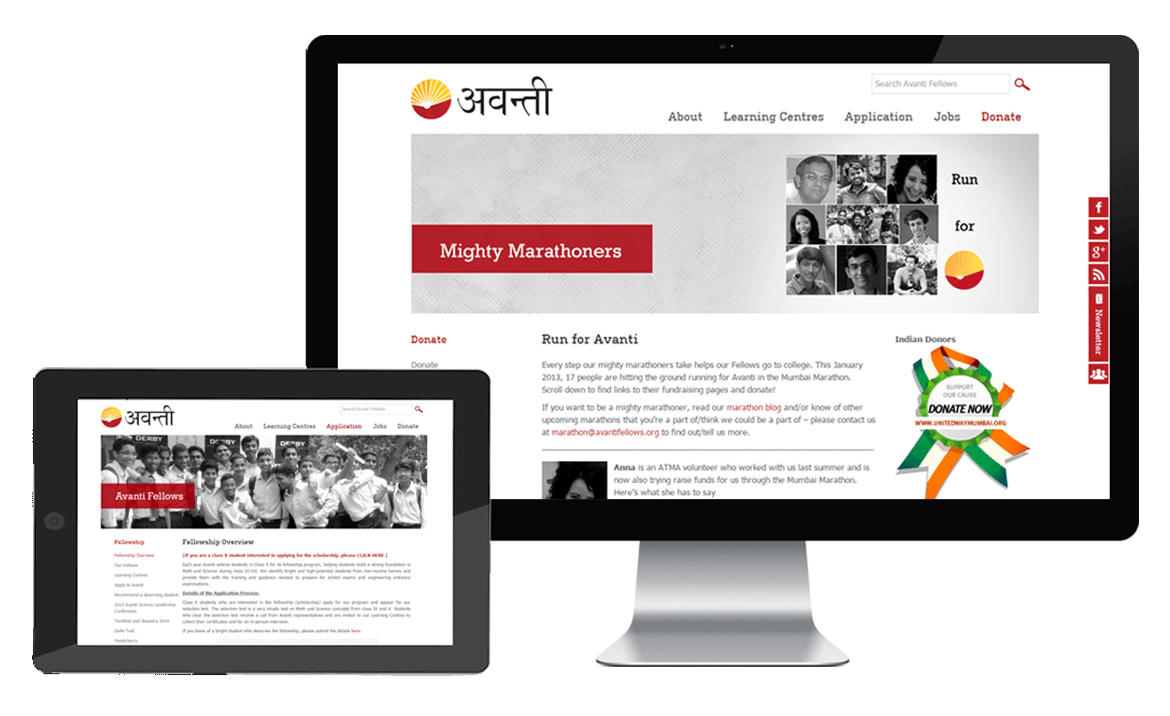 अवन्ती
Search Avanti Fellows
About Learning Centres Application Jobs Donate
Run
for
Mighty Marathoners
Newsletter
Donate
Donate
Run for Avanti
Every step our mighty marathoners take helps our Fellows go to college. This January
2013, 17 people are hitting the ground running for Avanti in the Mumbai Marathon.
Scroll down to find links to their fundraising pages and donate!
If you want to be a mighty marathoner, read our marathon blog and/or know of other
upcoming marathons that you're a part of/think we could be a part of – please contact us
at marathon@avantifellows.org to find out/tell us more.
Anna is an ATMA volunteer who worked with us last summer and is
now also trying raise funds for us through the Mumbai Marathon.
Here's what she has to say
Indian Donors
SUPPORT
OUR CAUSE
DONATE NOW
WWW.UNITEDWAYMUMBAI.ORG
अवन्ती
Search Avanti Fellows
About Learning Centres Application Jobs Donate
DERBY DERBY DERBY
Avanti Fellows
Fellowship
Fellowship Overview
Our Fellows
Learning Centres
Apply to Avanti
Recommend a deserving student
2013 Avanti Science Leadership
Conference
TestMed and Shaastra 2014
Delhi Test
Pondicherry
Fellowship Overview
[If you are a class X student interested in applying for the scholarship, please CLICK HERE.]
Each year Avanti selects students in Class X for its fellowship program, helping students build a strong foundation in
Math and Science during class XI-XII. We identify bright and high-potential students from low-income homes and
provide them with the training and guidance needed to prepare for school exams and engineering entrance
examinations.
Details of the Application Process:
Class X students who are interested in the fellowship (scholarship) apply for our program and appear for our
selection test. The selection test is a very simple test on Math and Science concepts from class IX and X. Students
who clear the selection test receive a call from Avanti representatives and are invited to our Learning Centres to
collect their certificates and for an in-person interview.
If you know of a bright student who deserves the fellowship, please submit the details here.